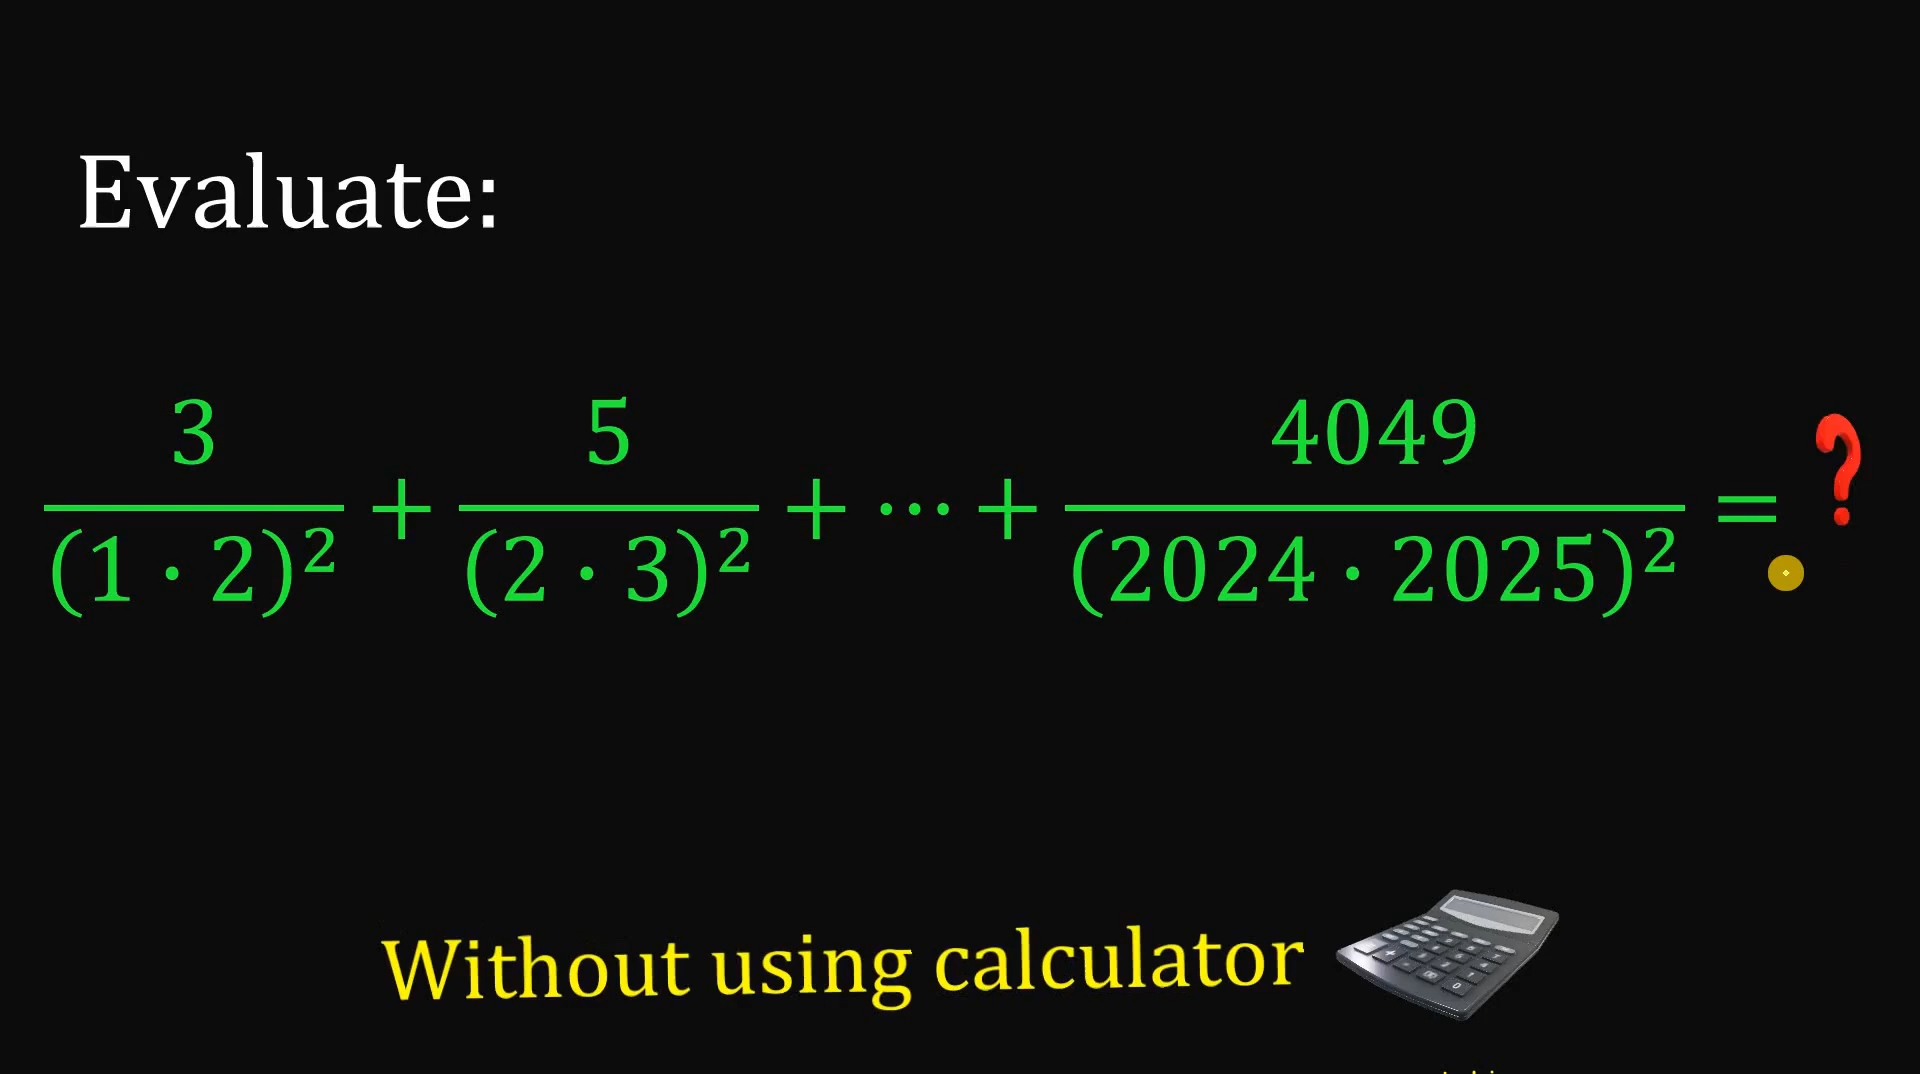 Evaluate:
3/(1 · 2)² + 5/(2 · 3)² + ··· + 4049/(2024 · 2025)² = ?
Without using calculator